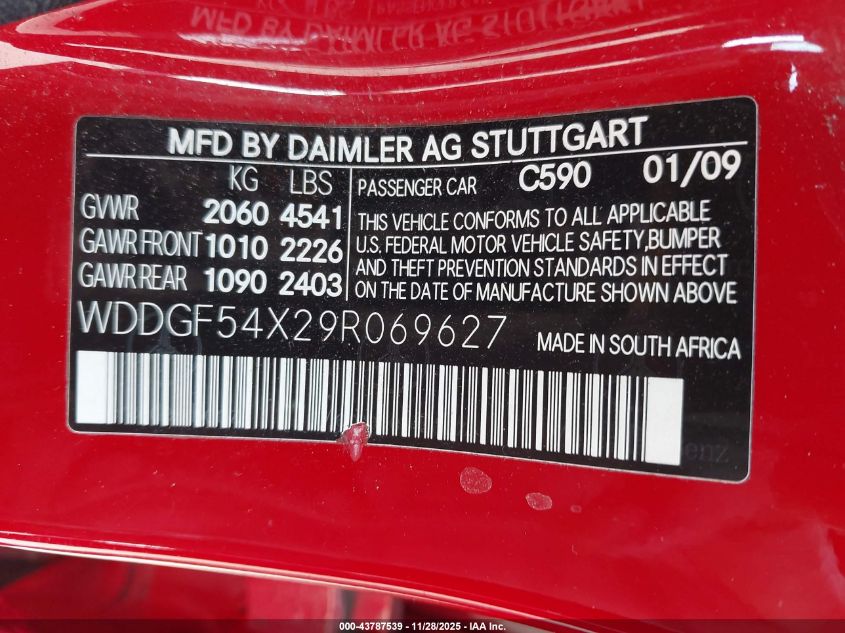 MFD BY DAIMLER AG STUTTGART
KG LBS
GVWR 2060 4541
GAWR FRONT 1010 2226
GAWR REAR 1090 2403
PASSENGER CAR C590 01/09
THIS VEHICLE CONFORMS TO ALL APPLICABLE
U.S. FEDERAL MOTOR VEHICLE SAFETY, BUMPER
AND THEFT PREVENTION STANDARDS IN EFFECT
ON THE DATE OF MANUFACTURE SHOWN ABOVE
WDDGF54X29R069627
MADE IN SOUTH AFRICA
000-43787539 - 11/28/2025 - IAA Inc.